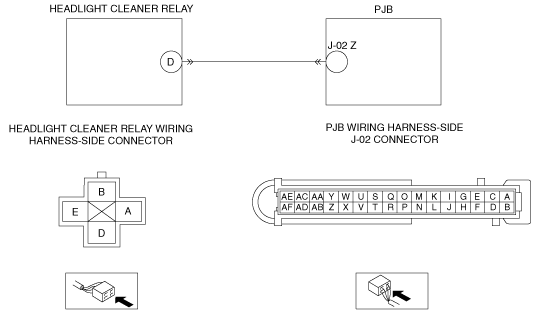 HEADLIGHT CLEANER RELAY
PJB
J-02 Z
D
HEADLIGHT CLEANER RELAY WIRING
HARNESS-SIDE CONNECTOR
PJB WIRING HARNESS-SIDE
J-02 CONNECTOR
B
E A
D
AE AC AA Y W U S Q O M K I G E C A
AF AD AB Z X V T R P N L J H F D B